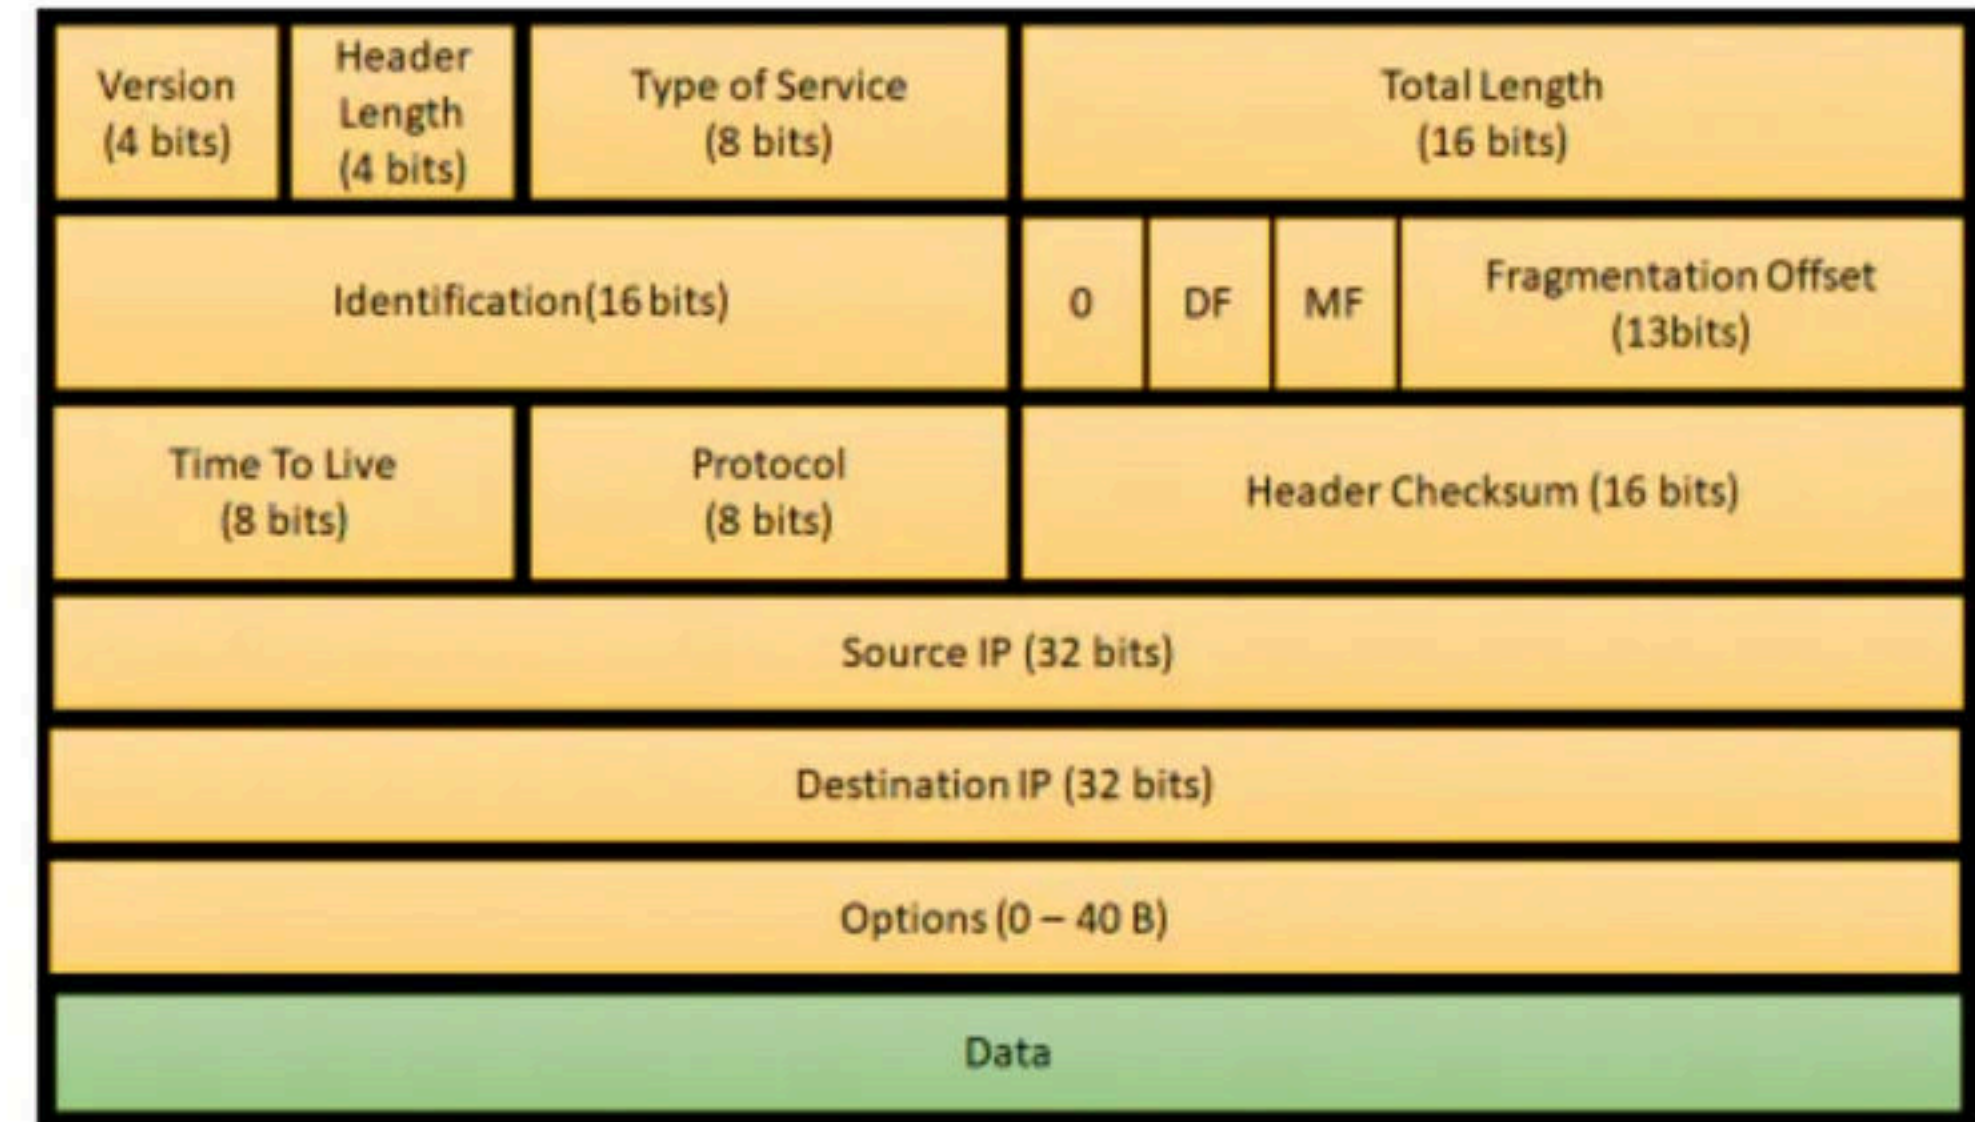 Version
(4 bits)
Header
Length
(4 bits)
Type of Service
(8 bits)
Total Length
(16 bits)
Identification(16 bits)
0
DF
MF
Fragmentation Offset
(13bits)
Time To Live
(8 bits)
Protocol
(8 bits)
Header Checksum (16 bits)
Source IP (32 bits)
Destination IP (32 bits)
Options (0 – 40 B)
Data